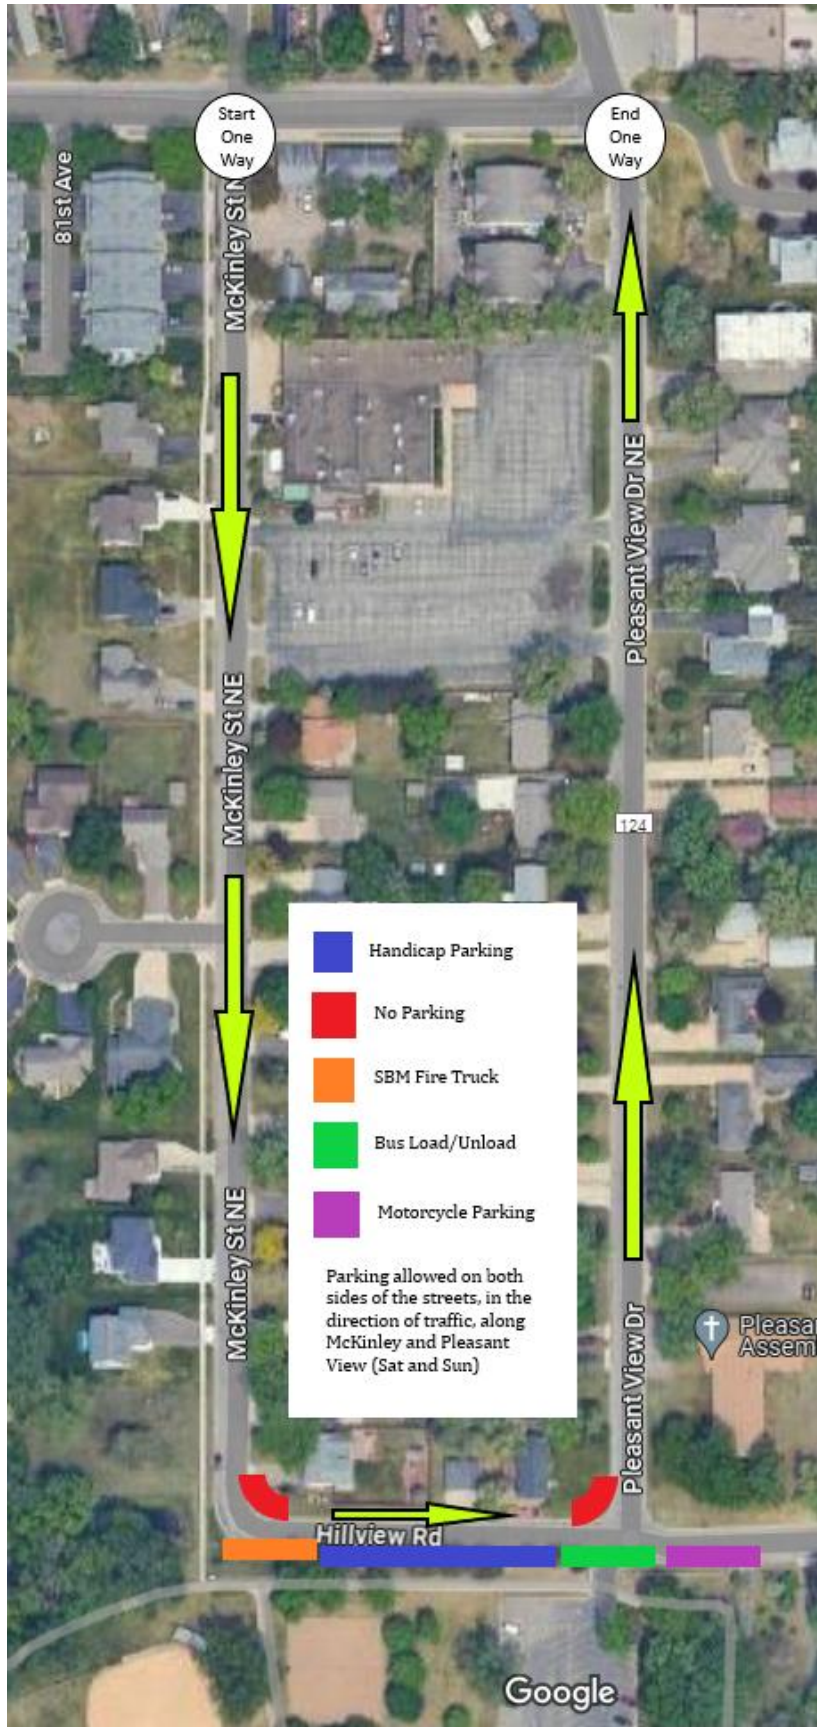 Start
One
Way
End
One
Way
81st Ave
McKinley St N
McKinley St NE
Pleasant View Dr NE
124
McKinley St NE
Pleasant View Dr
Handicap Parking
No Parking
SBM Fire Truck
Bus Load/Unload
Motorcycle Parking
Parking allowed on both
sides of the streets, in the
direction of traffic, along
McKinley and Pleasant
View (Sat and Sun)
Pleasa
Assem
Hillview Rd
Google